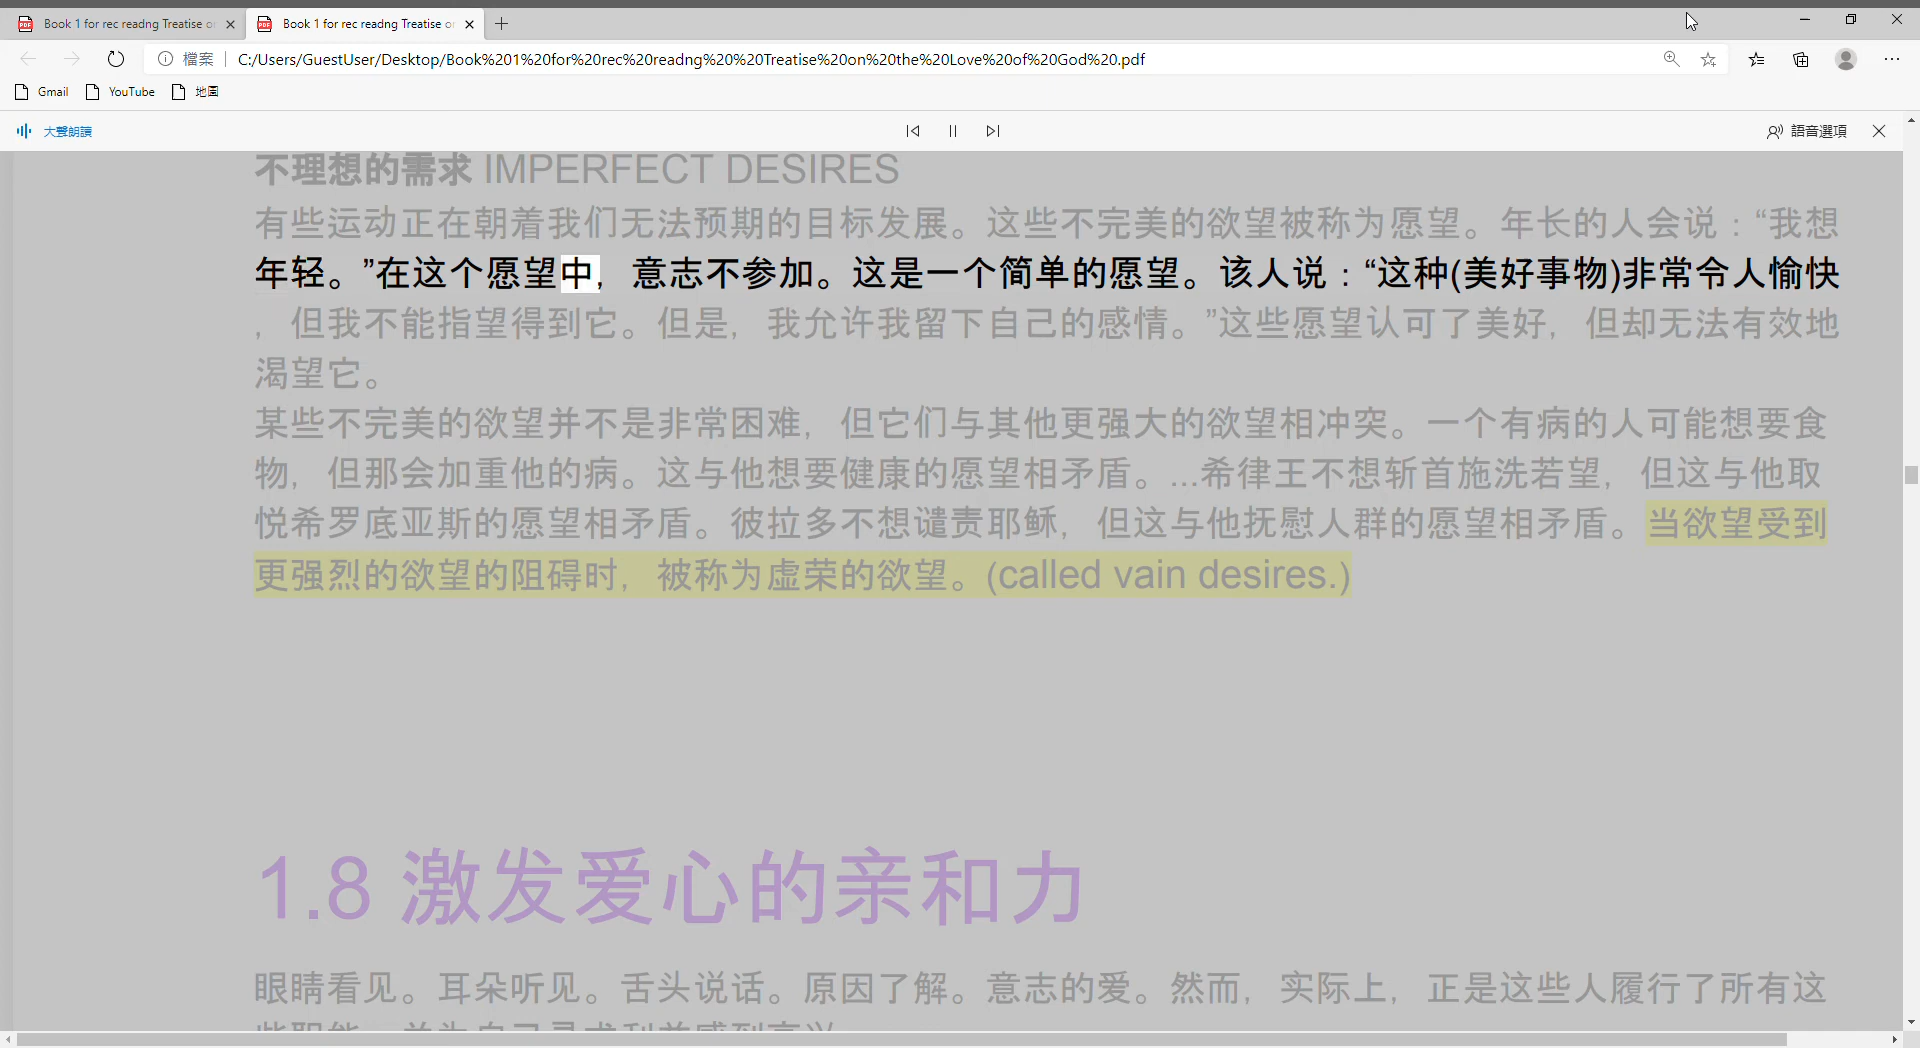 Book 1 for rec readng Treatise or
Book 1 for rec readng Treatise or
檔案
C:/Users/GuestUser/Desktop/Book%201%20for%20rec%20readng%20%20Treatise%20on%20the%20Love%20of%20God%20.pdf
Gmail
YouTube
地圖
大聲朗讀
語音選項
不理想的需求 IMPERFECT DESIRES
有些运动正在朝着我们无法预期的目标发展。这些不完美的欲望被称为愿望。年长的人会说：“我想
年轻。”在这个愿望中，意志不参加。这是一个简单的愿望。该人说：“这种(美好事物)非常令人愉快
，但我不能指望得到它。但是，我允许我留下自己的感情。”这些愿望认可了美好，但却无法有效地
渴望它。
某些不完美的欲望并不是非常困难，但它们与其他更强大的欲望相冲突。一个有病的人可能想要食
物，但那会加重他的病。这与他想要健康的愿望相矛盾。...希律王不想斩首施洗若望，但这与他取
悦希罗底亚斯的愿望相矛盾。彼拉多不想谴责耶稣，但这与他抚慰人群的愿望相矛盾。当欲望受到
更强烈的欲望的阻碍时，被称为虚荣的欲望。(called vain desires.)
1.8 激发爱心的亲和力
眼睛看见。耳朵听见。舌头说话。原因了解。意志的爱。然而，实际上，正是这些人履行了所有这